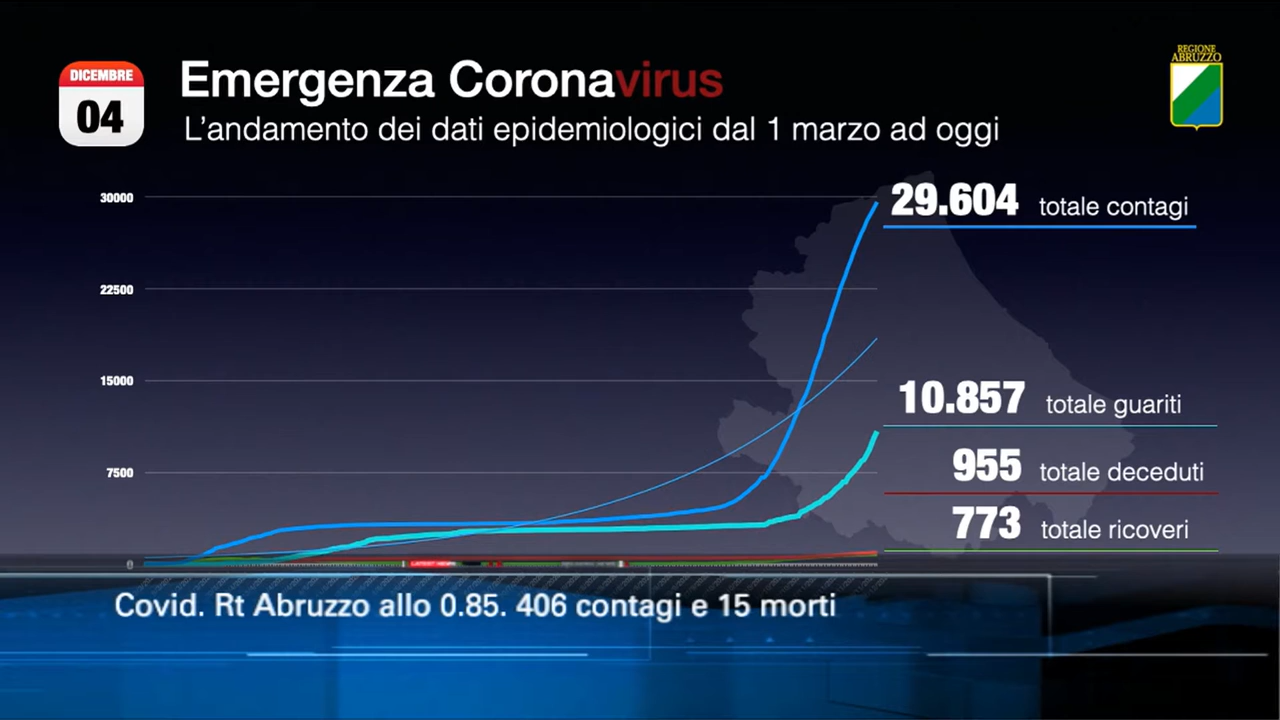 DICEMBRE
04
Emergenza Coronavirus
L'andamento dei dati epidemiologici dal 1 marzo ad oggi
REGIONE
ABRUZZO
30000
29.604 totale contagi
22500
15000
10.857 totale guariti
7500
955 totale deceduti
773 totale ricoveri
0
LATEST NEWS
Covid. Rt Abruzzo allo 0.85. 406 contagi e 15 morti